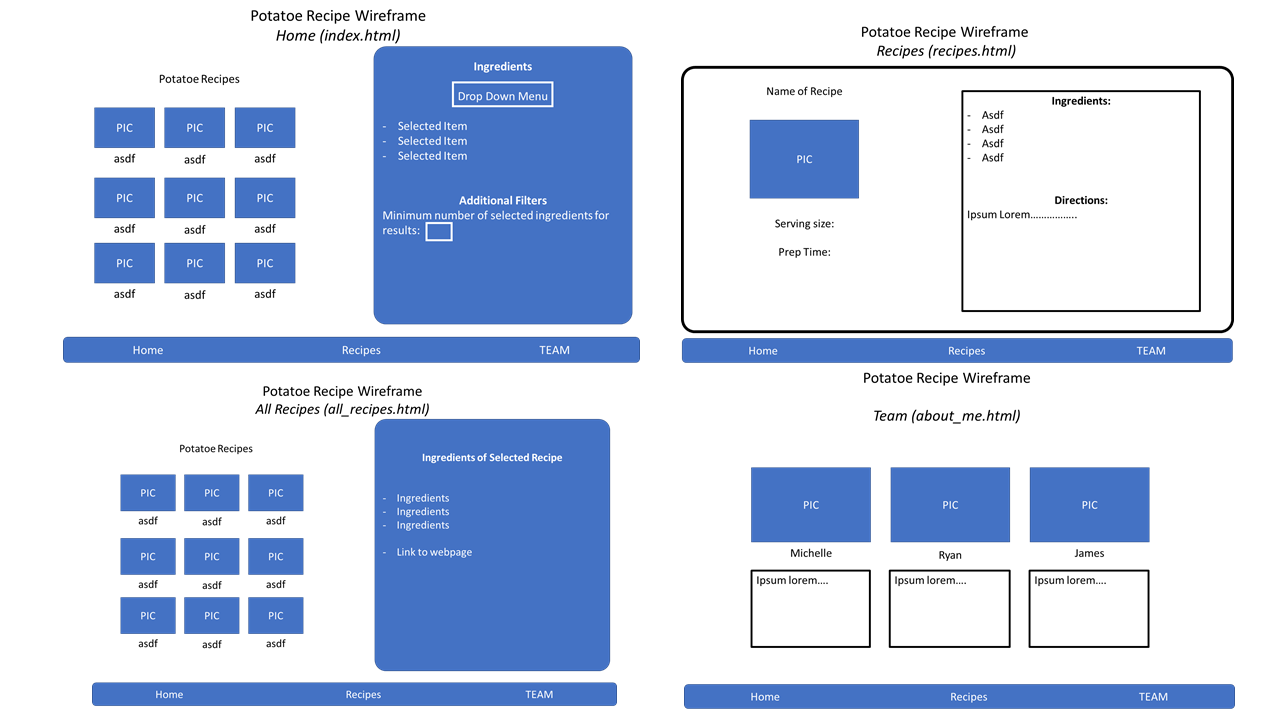 Potatoe Recipe Wireframe
Home (index.html)
Potatoe Recipes
PIC PIC PIC
asdf asdf asdf
PIC PIC PIC
asdf asdf asdf
PIC PIC PIC
asdf asdf asdf
Ingredients
Drop Down Menu
- Selected Item
- Selected Item
- Selected Item
Additional Filters
Minimum number of selected ingredients for
results:
Home Recipes TEAM
Potatoe Recipe Wireframe
Recipes (recipes.html)
Name of Recipe
PIC
Serving size:
Prep Time:
Ingredients:
- Asdf
- Asdf
- Asdf
- Asdf
Directions:
Ipsum Lorem................
Home Recipes TEAM
Potatoe Recipe Wireframe
All Recipes (all_recipes.html)
Potatoe Recipes
PIC PIC PIC
asdf asdf asdf
PIC PIC PIC
asdf asdf asdf
PIC PIC PIC
asdf asdf asdf
Ingredients of Selected Recipe
- Ingredients
- Ingredients
- Ingredients
- Link to webpage
Home Recipes TEAM
Potatoe Recipe Wireframe
Team (about_me.html)
PIC PIC PIC
Michelle Ryan James
Ipsum lorem.... Ipsum lorem.... Ipsum lorem....
Home Recipes TEAM